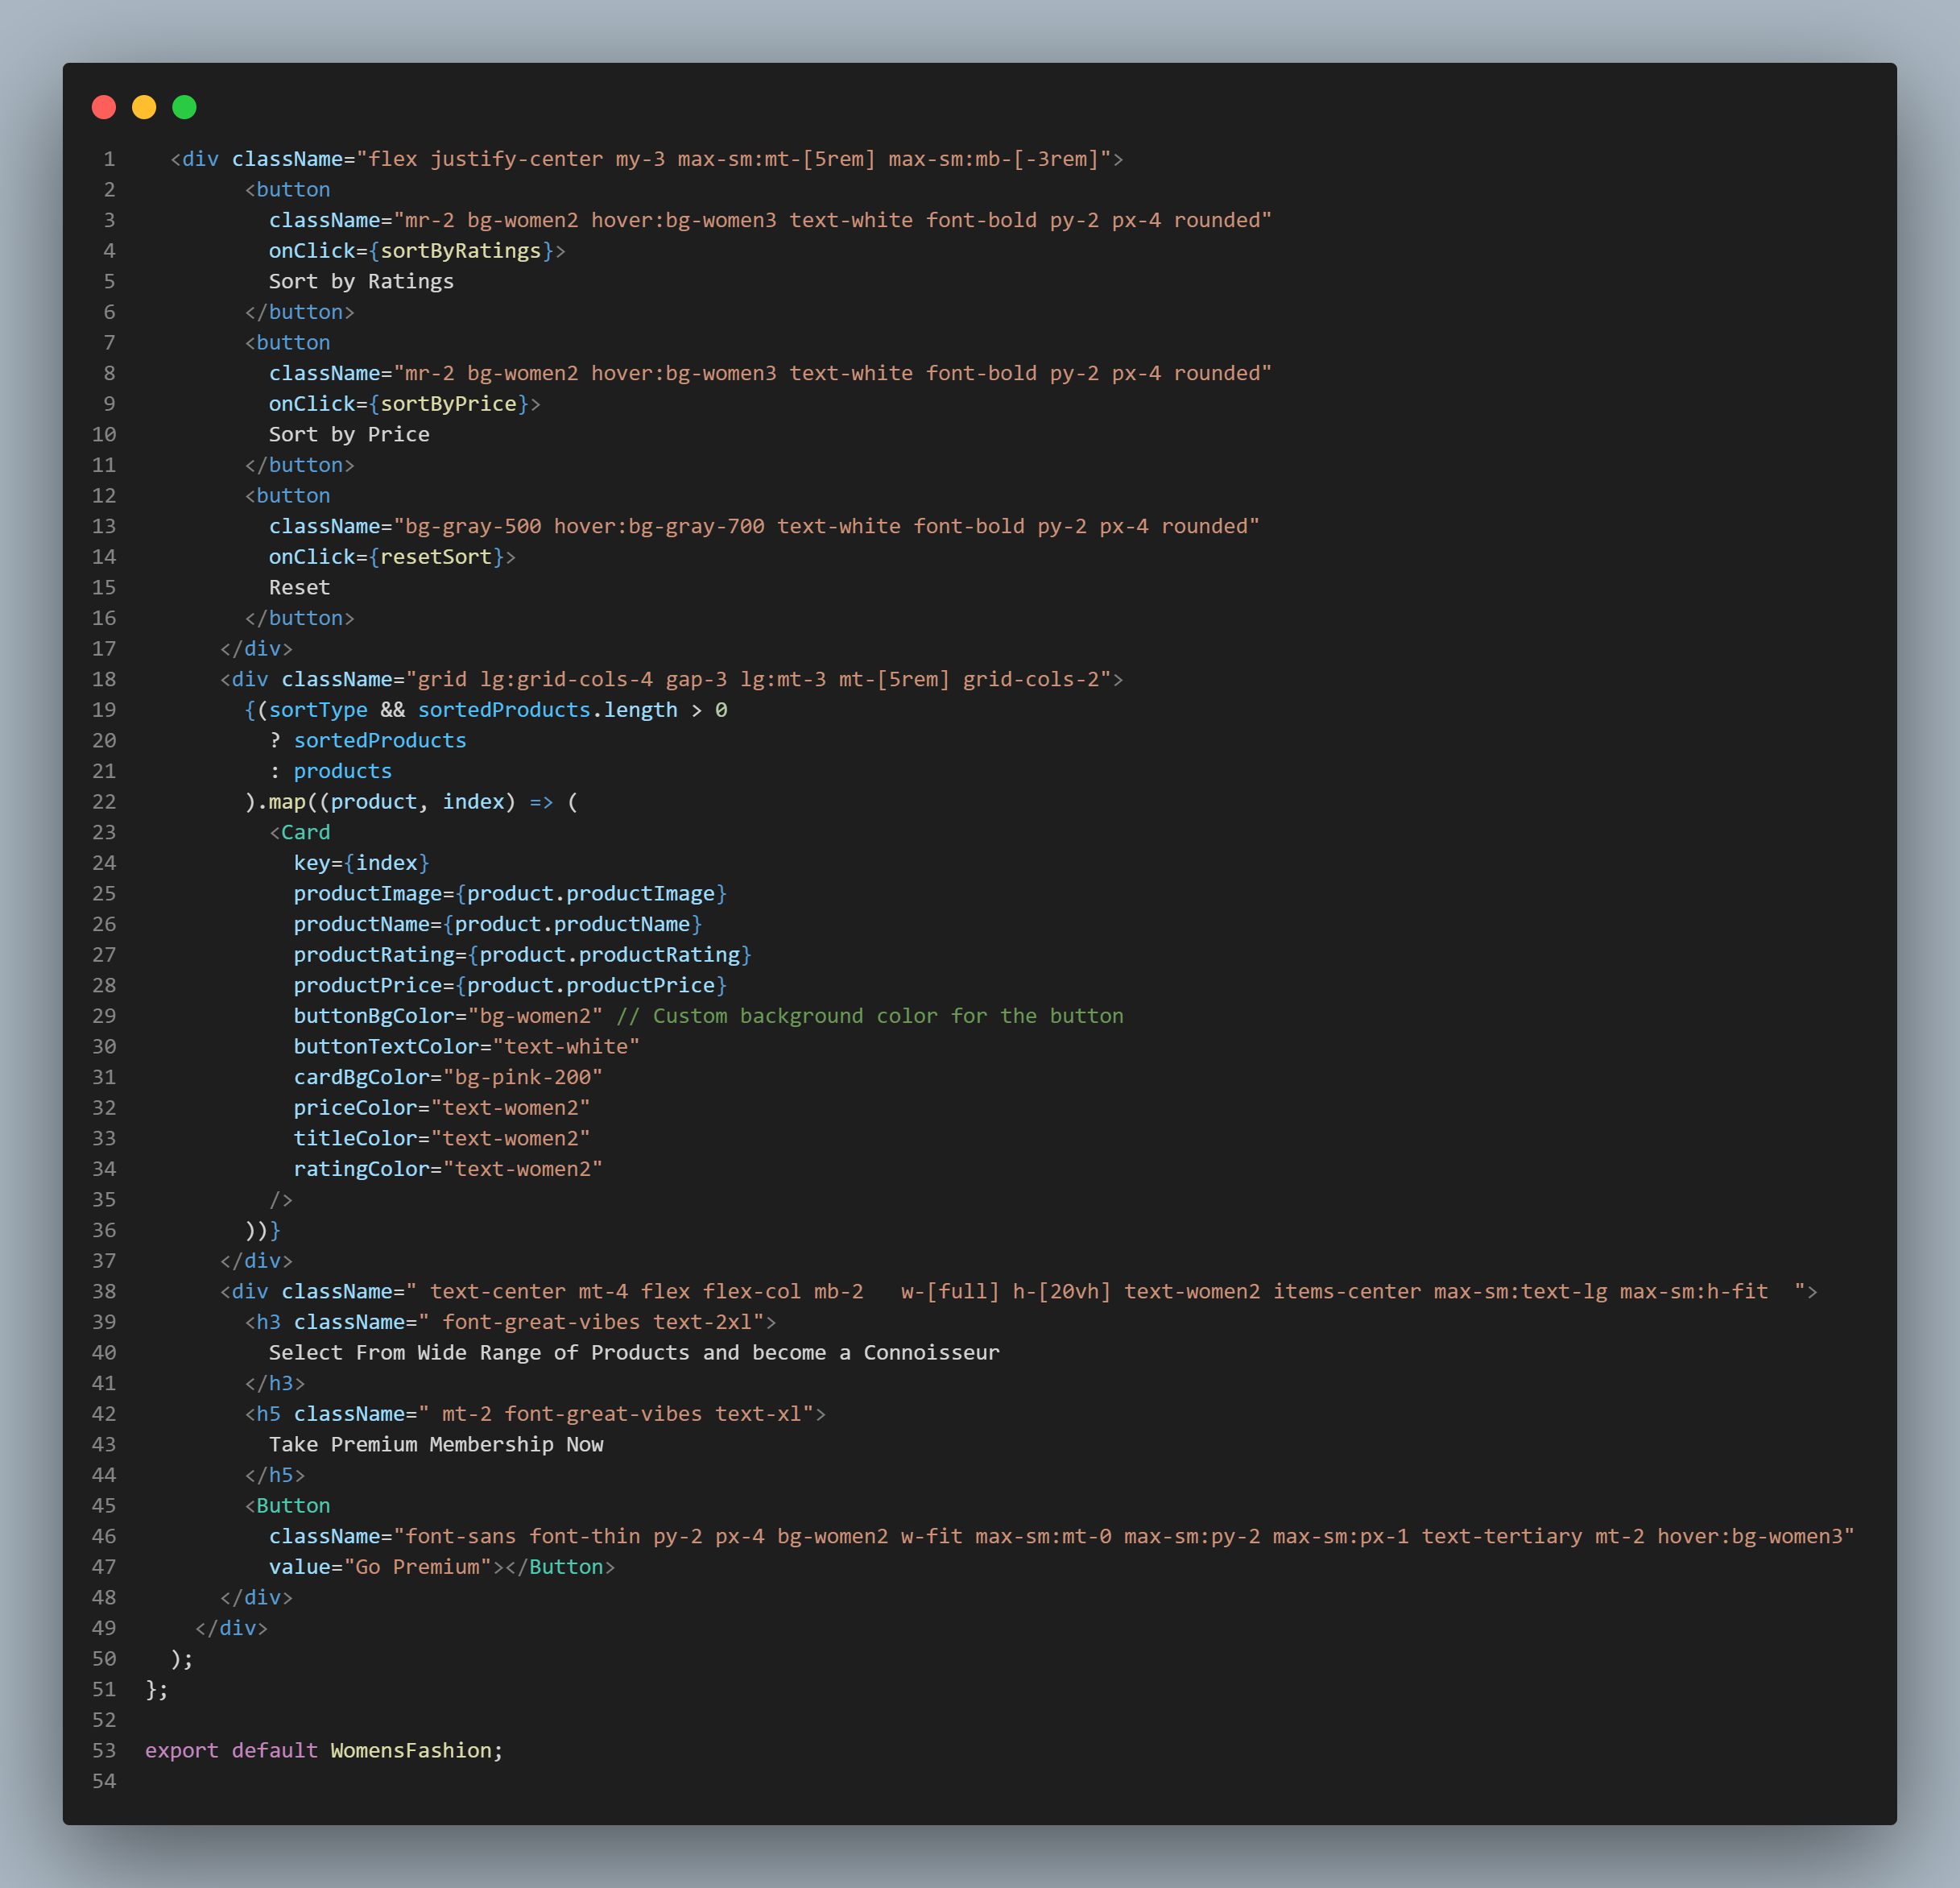 1 <div className="flex justify-center my-3 max-sm:mt-[5rem] max-sm:mb-[-3rem]">
2 <button
3 className="mr-2 bg-women2 hover:bg-women3 text-white font-bold py-2 px-4 rounded"
4 onClick={sortByRatings}>
5 Sort by Ratings
6 </button>
7 <button
8 className="mr-2 bg-women2 hover:bg-women3 text-white font-bold py-2 px-4 rounded"
9 onClick={sortByPrice}>
10 Sort by Price
11 </button>
12 <button
13 className="bg-gray-500 hover:bg-gray-700 text-white font-bold py-2 px-4 rounded"
14 onClick={resetSort}>
15 Reset
16 </button>
17 </div>
18 <div className="grid lg:grid-cols-4 gap-3 lg:mt-3 mt-[5rem] grid-cols-2">
19 {(sortType && sortedProducts.length > 0
20 ? sortedProducts
21 : products
22 ).map((product, index) => (
23 <Card
24 key={index}
25 productImage={product.productImage}
26 productName={product.productName}
27 productRating={product.productRating}
28 productPrice={product.productPrice}
29 buttonBgColor="bg-women2" // Custom background color for the button
30 buttonTextColor="text-white"
31 cardBgColor="bg-pink-200"
32 priceColor="text-women2"
33 titleColor="text-women2"
34 ratingColor="text-women2"
35 />
36 ))}
37 </div>
38 <div className=" text-center mt-4 flex flex-col mb-2   w-[full] h-[20vh] text-women2 items-center max-sm:text-lg max-sm:h-fit  ">
39 <h3 className=" font-great-vibes text-2xl">
40 Select From Wide Range of Products and become a Connoisseur
41 </h3>
42 <h5 className=" mt-2 font-great-vibes text-xl">
43 Take Premium Membership Now
44 </h5>
45 <Button
46 className="font-sans font-thin py-2 px-4 bg-women2 w-fit max-sm:mt-0 max-sm:py-2 max-sm:px-1 text-tertiary mt-2 hover:bg-women3"
47 value="Go Premium"></Button>
48 </div>
49 </div>
50 );
51 };
52
53 export default WomensFashion;
54